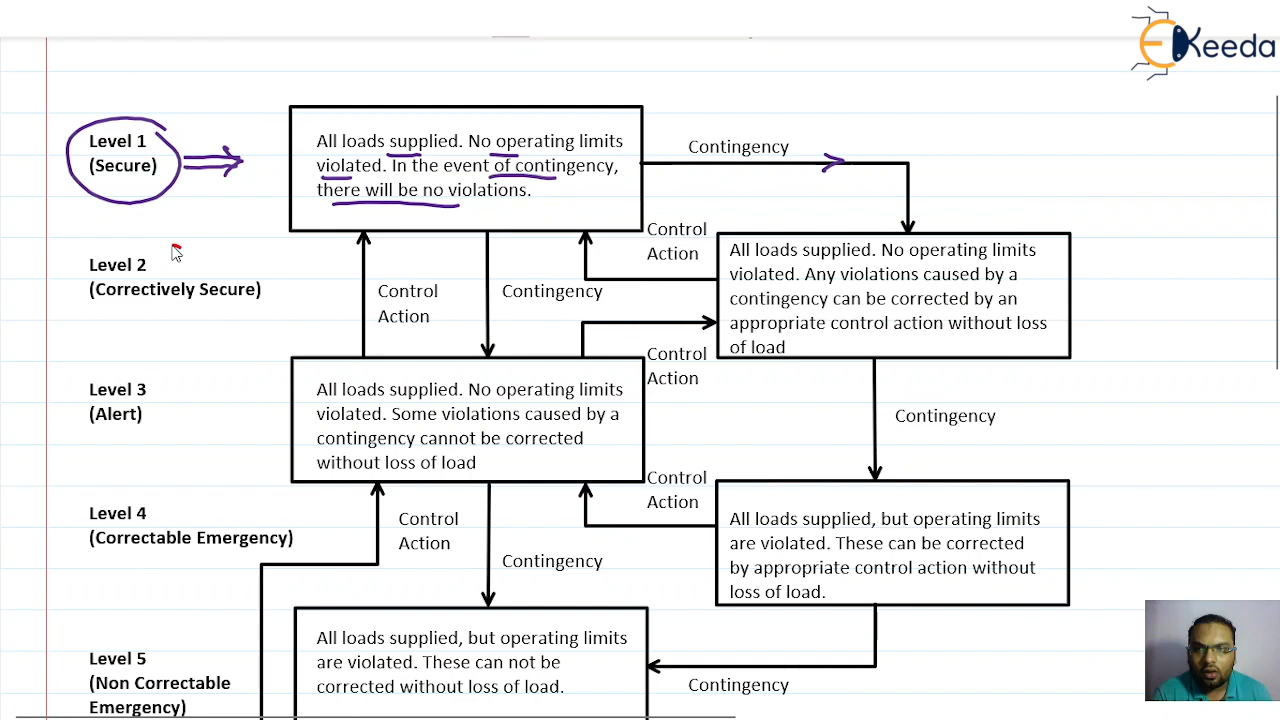 EKeeda
Level 1
(Secure)
All loads supplied. No operating limits
violated. In the event of contingency,
there will be no violations.
Contingency
Control
Action
Level 2
(Correctively Secure)
Control
Action
Contingency
All loads supplied. No operating limits
violated. Any violations caused by a
contingency can be corrected by an
appropriate control action without loss
of load
Control
Action
Level 3
(Alert)
All loads supplied. No operating limits
violated. Some violations caused by a
contingency cannot be corrected
without loss of load
Contingency
Control
Action
Level 4
(Correctable Emergency)
Control
Action
Contingency
All loads supplied, but operating limits
are violated. These can be corrected
by appropriate control action without
loss of load.
Level 5
(Non Correctable
Emergency)
All loads supplied, but operating limits
are violated. These can not be
corrected without loss of load.
Contingency